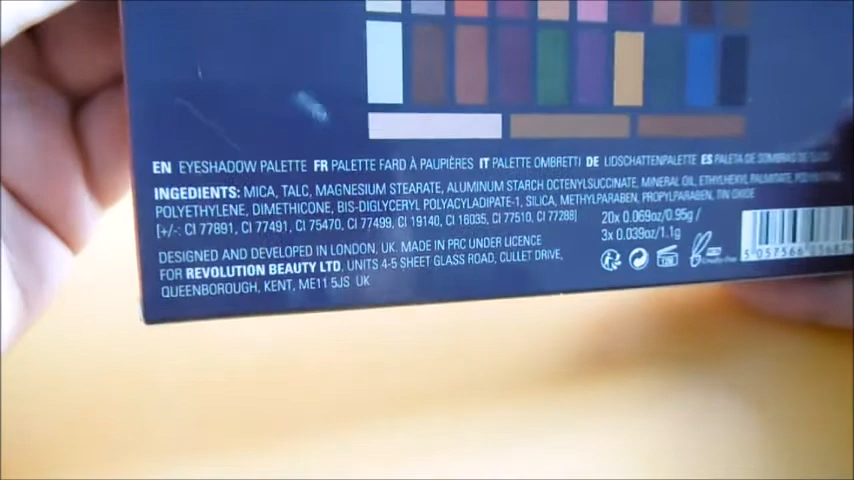 EN EYESHADOW PALETTE FR PALETTE FARD À PAUPIÈRES IT PALETTE OMBRETTI DE LIDSCHATTENPALETTE ES PALETA DE SOMBRAS DE
INGREDIENTS: MICA, TALC, MAGNESIUM STEARATE, ALUMINUM STARCH OCTENYLSUCCINATE, MINERAL OIL, ETHYLHEXYL PALMITATE,
POLYETHYLENE, DIMETHICONE, BIS-DIGLYCERYL POLYACYLADIPATE-1, SILICA, METHYLPARABEN, PROPYLPARABEN, TIN OXIDE
[+/-: CI 77891, CI 77491, CI 75470, CI 77499, CI 19140, CI 16035, CI 77510, CI 77288]
20x 0.069oz/0.95g /
3x 0.039oz/1.1g
DESIGNED AND DEVELOPED IN LONDON, UK. MADE IN PRC UNDER LICENCE
FOR REVOLUTION BEAUTY LTD, UNITS 4-5 SHEET GLASS ROAD, CULLET DRIVE,
QUEENBOROUGH, KENT, ME11 5JS UK